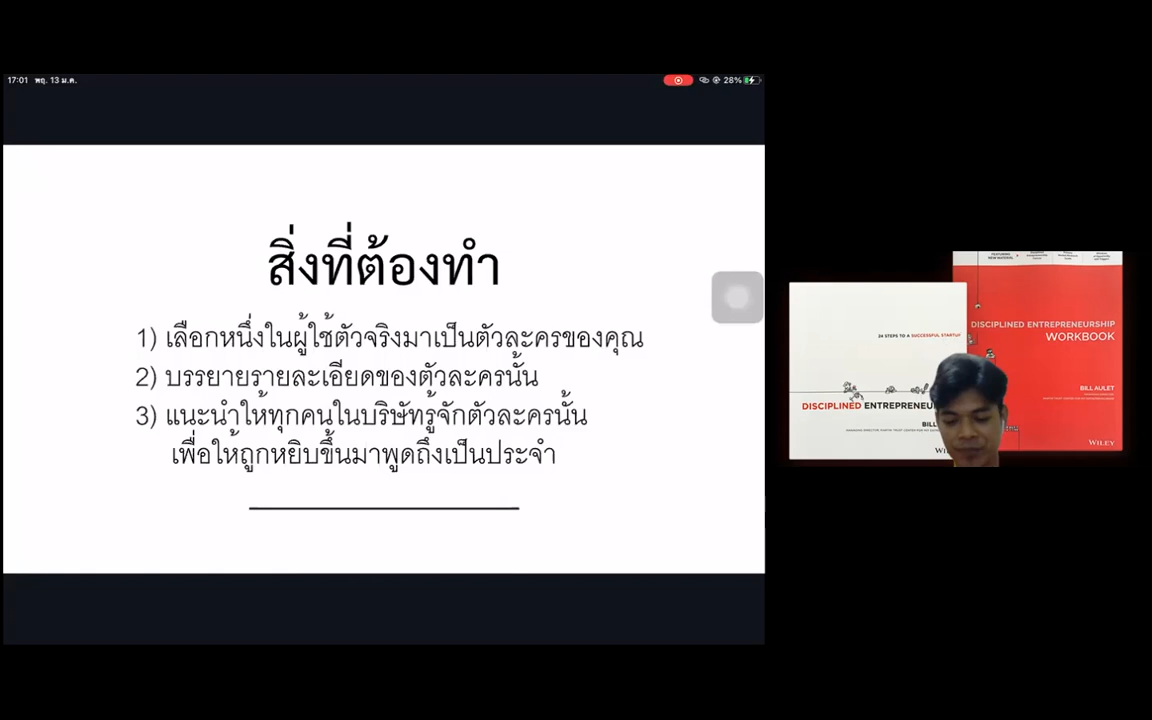 17:01 พฤ. 13 ม.ค.
28%
สิ่งที่ต้องทำ
1) เลือกหนึ่งในผู้ใช้ตัวจริงมาเป็นตัวละครของคุณ
2) บรรยายรายละเอียดของตัวละครนั้น
3) แนะนำให้ทุกคนในบริษัทรู้จักตัวละครนั้น
เพื่อให้ถูกหยิบขึ้นมาพูดถึงเป็นประจำ
24 STEPS TO A SUCCESSFUL STARTUP
DISCIPLINED ENTREPRENEU
BILL
DISCIPLINED ENTREPRENEURSHIP
WORKBOOK
BILL AULET
WILEY